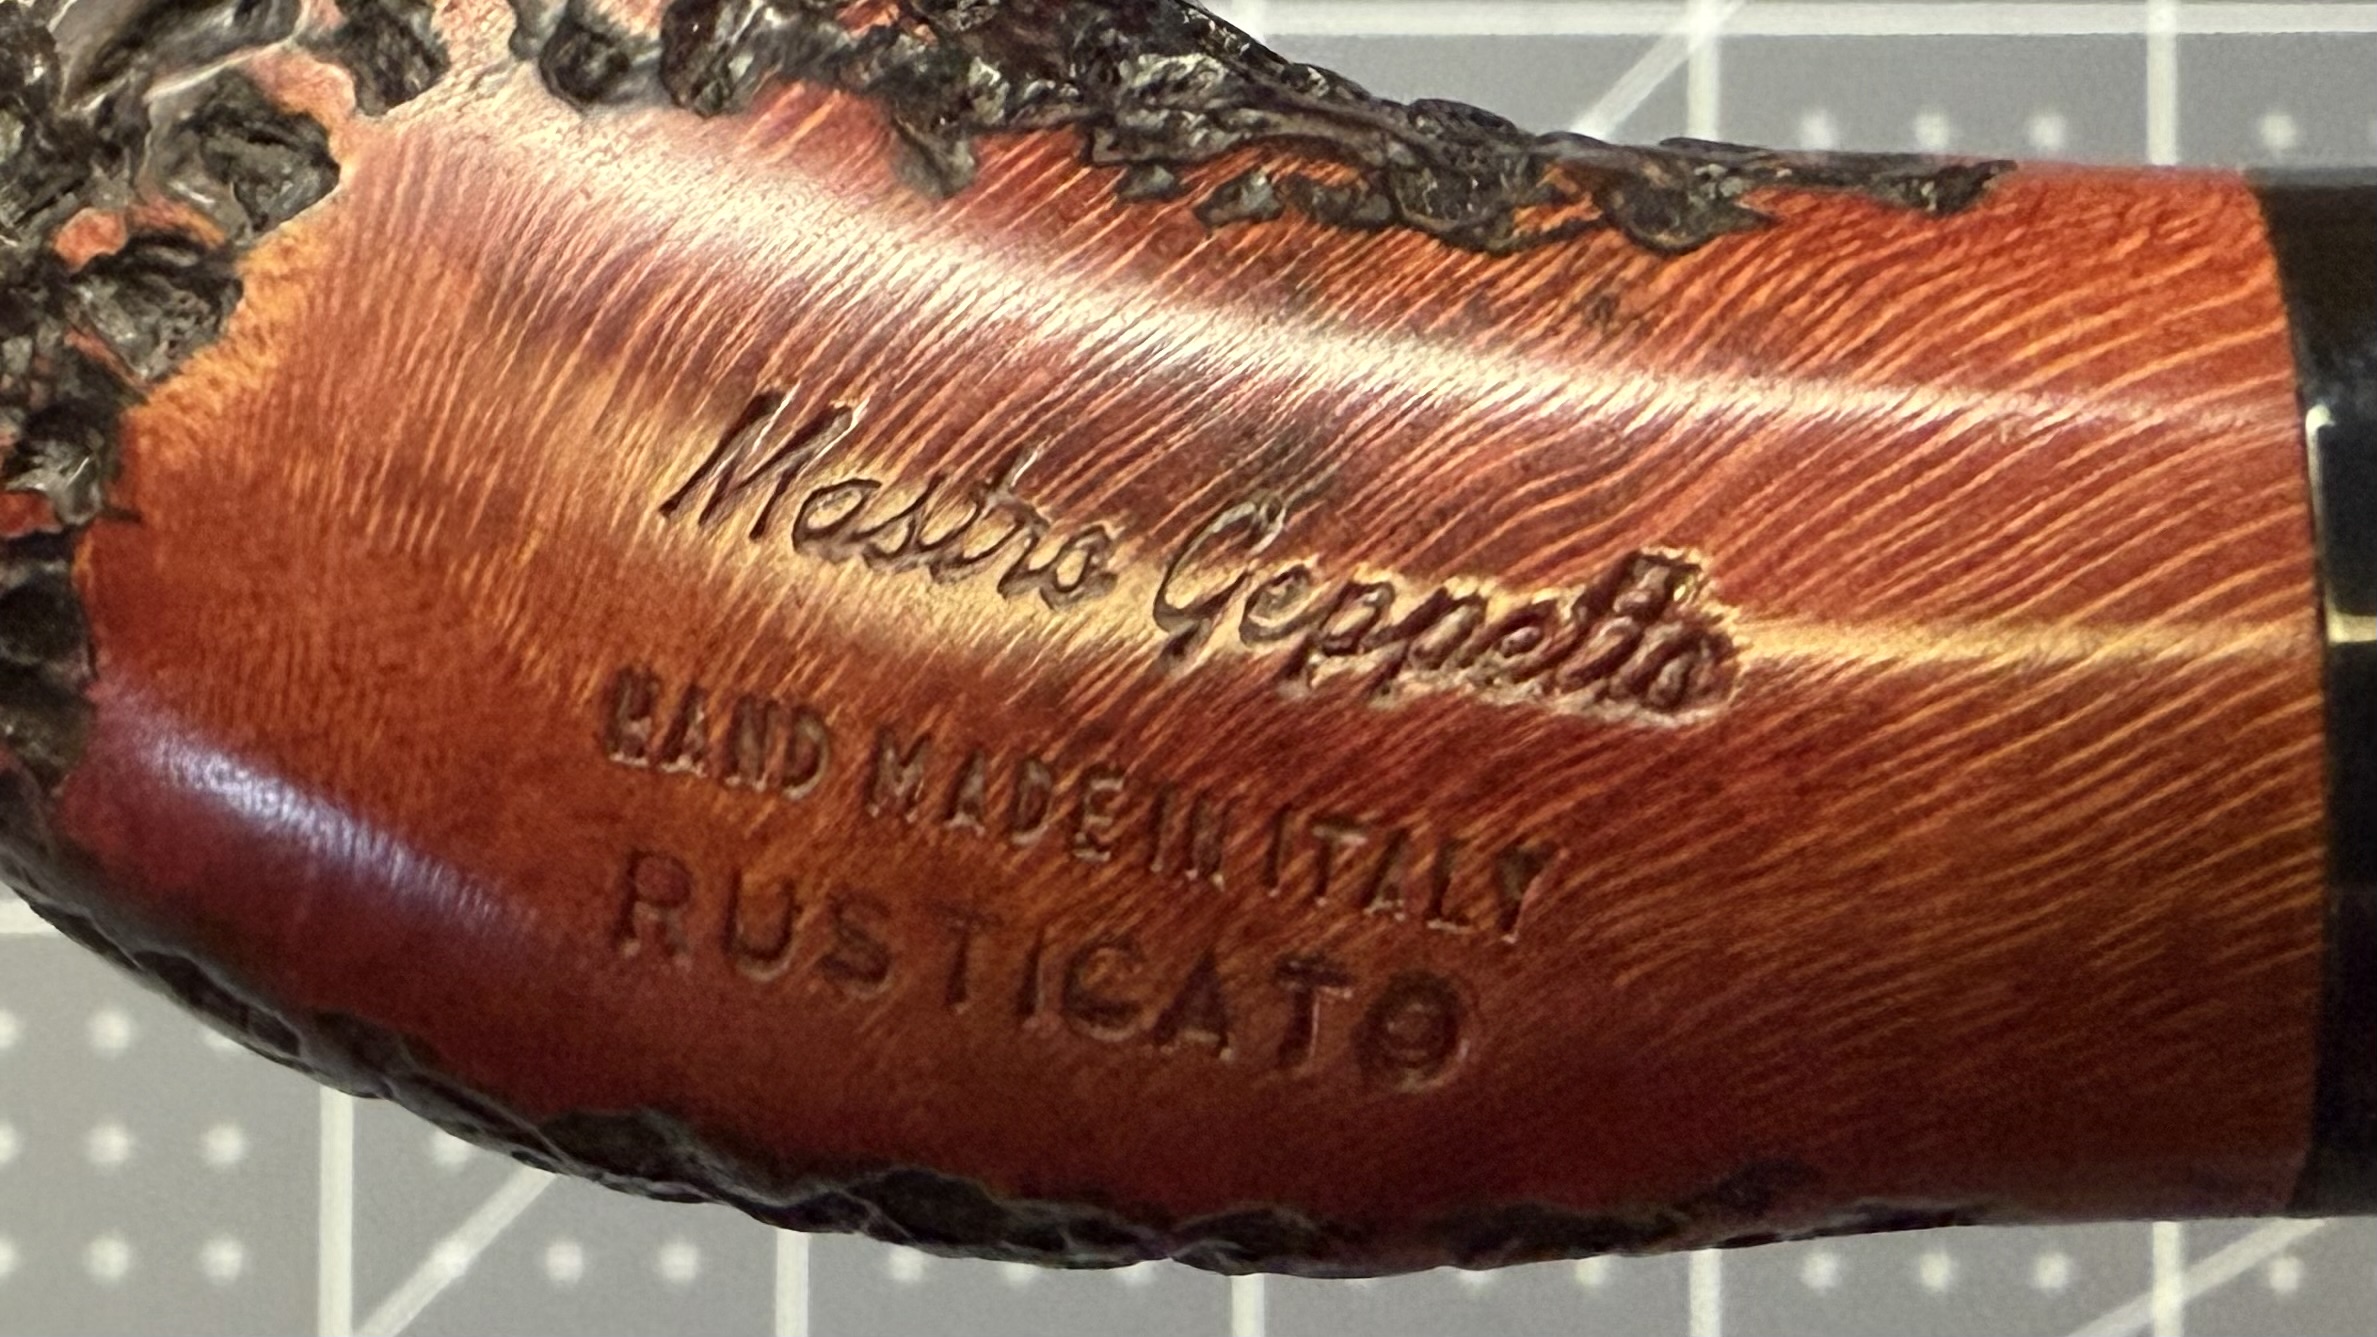 Mastro Geppetto
HAND MADE IN ITALY
RUSTICATO